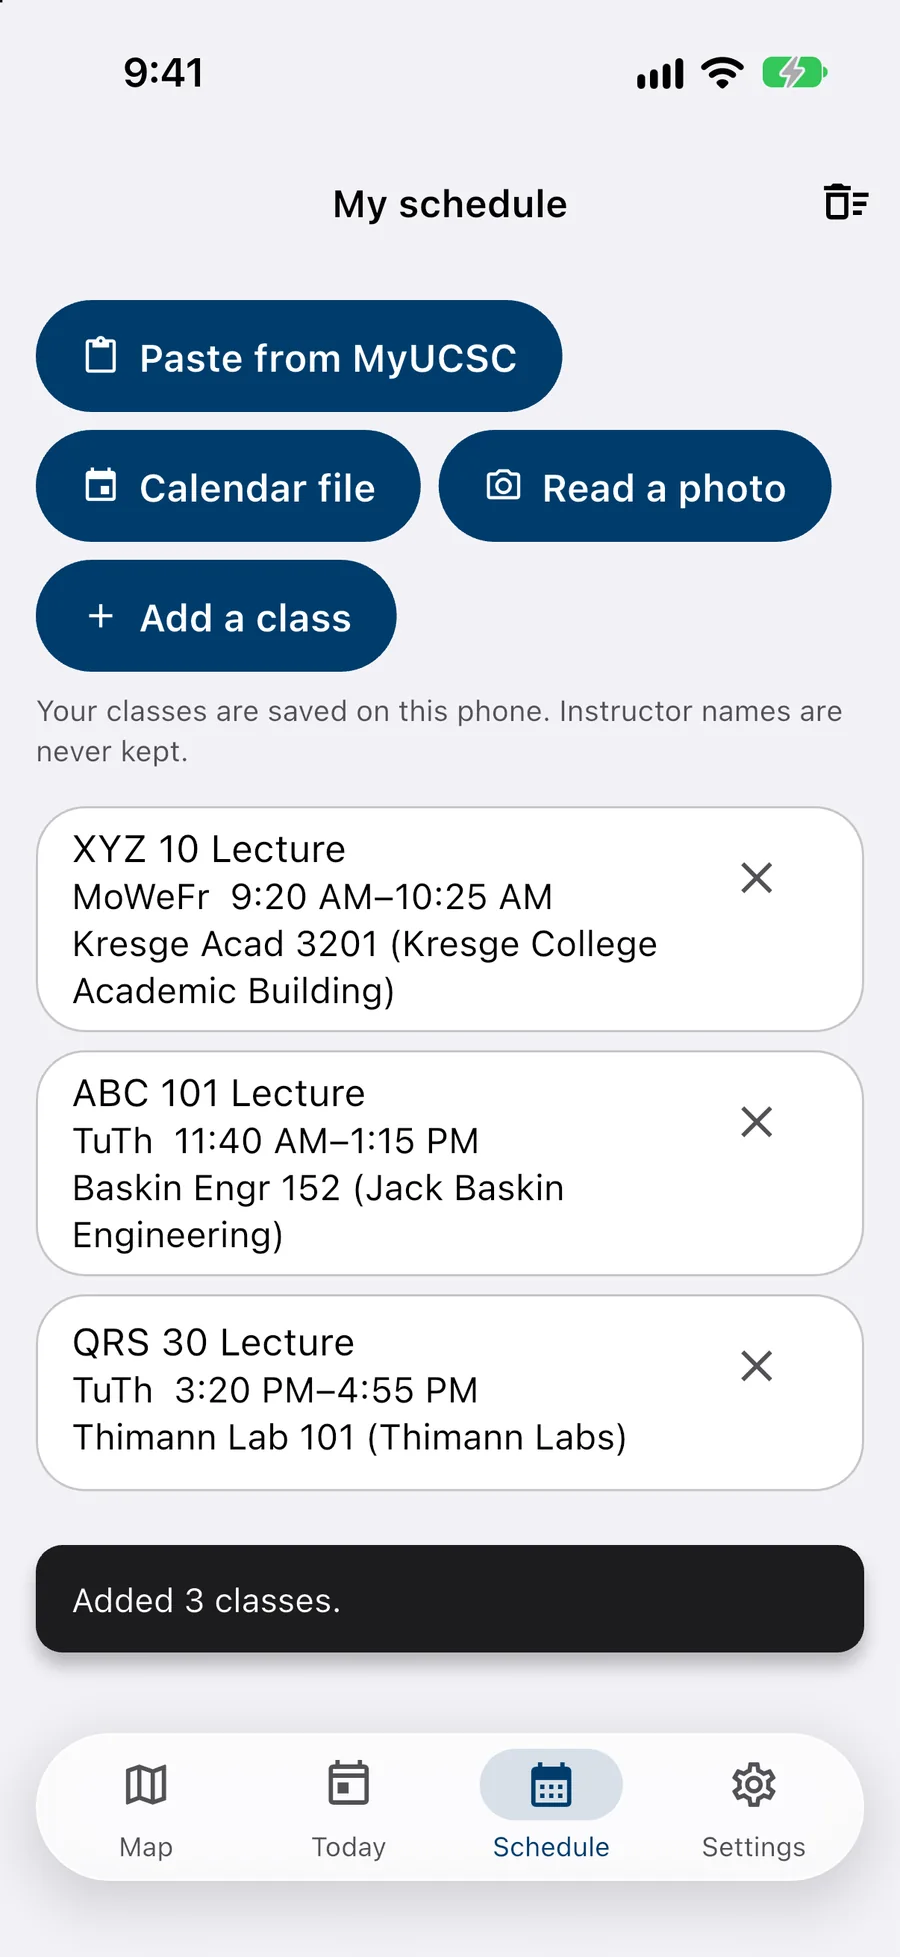 9:41
My schedule
Paste from MyUCSC
Calendar file
Read a photo
Add a class
Your classes are saved on this phone. Instructor names are
never kept.
XYZ 10 Lecture
MoWeFr  9:20 AM–10:25 AM
Kresge Acad 3201 (Kresge College
Academic Building)
ABC 101 Lecture
TuTh  11:40 AM–1:15 PM
Baskin Engr 152 (Jack Baskin
Engineering)
QRS 30 Lecture
TuTh  3:20 PM–4:55 PM
Thimann Lab 101 (Thimann Labs)
Added 3 classes.
Map
Today
Schedule
Settings